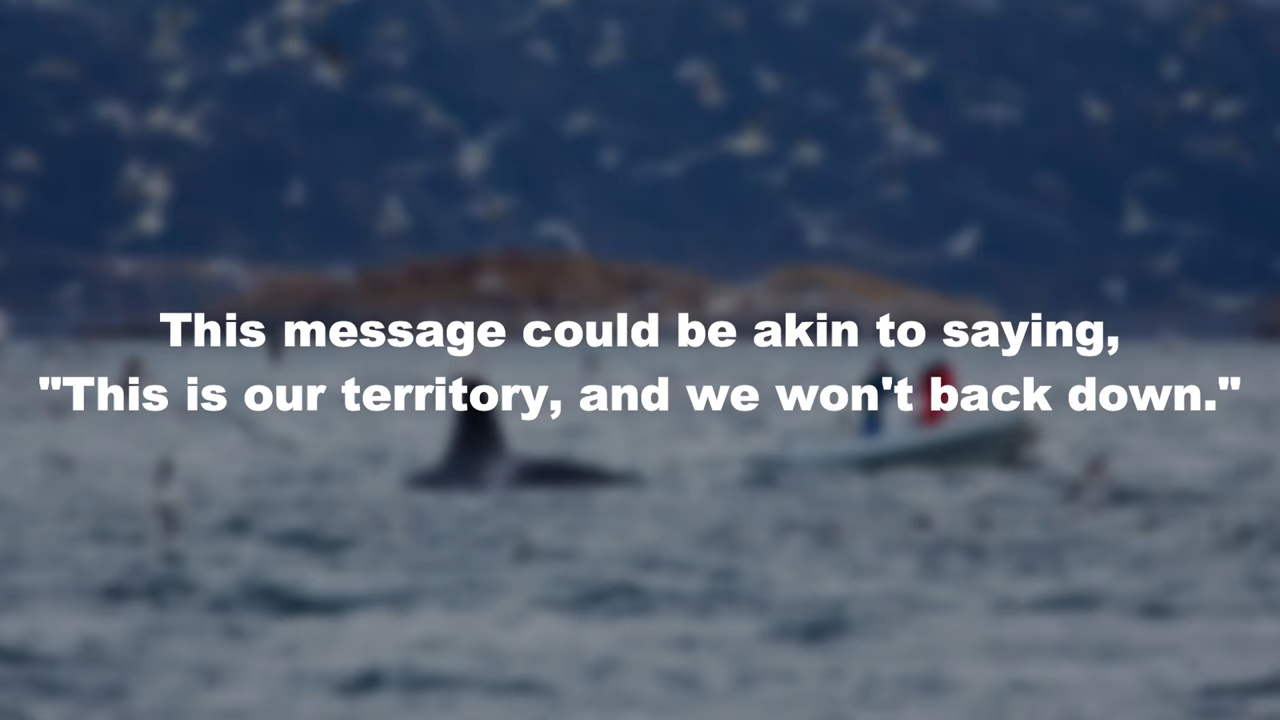 This message could be akin to saying,
"This is our territory, and we won't back down."